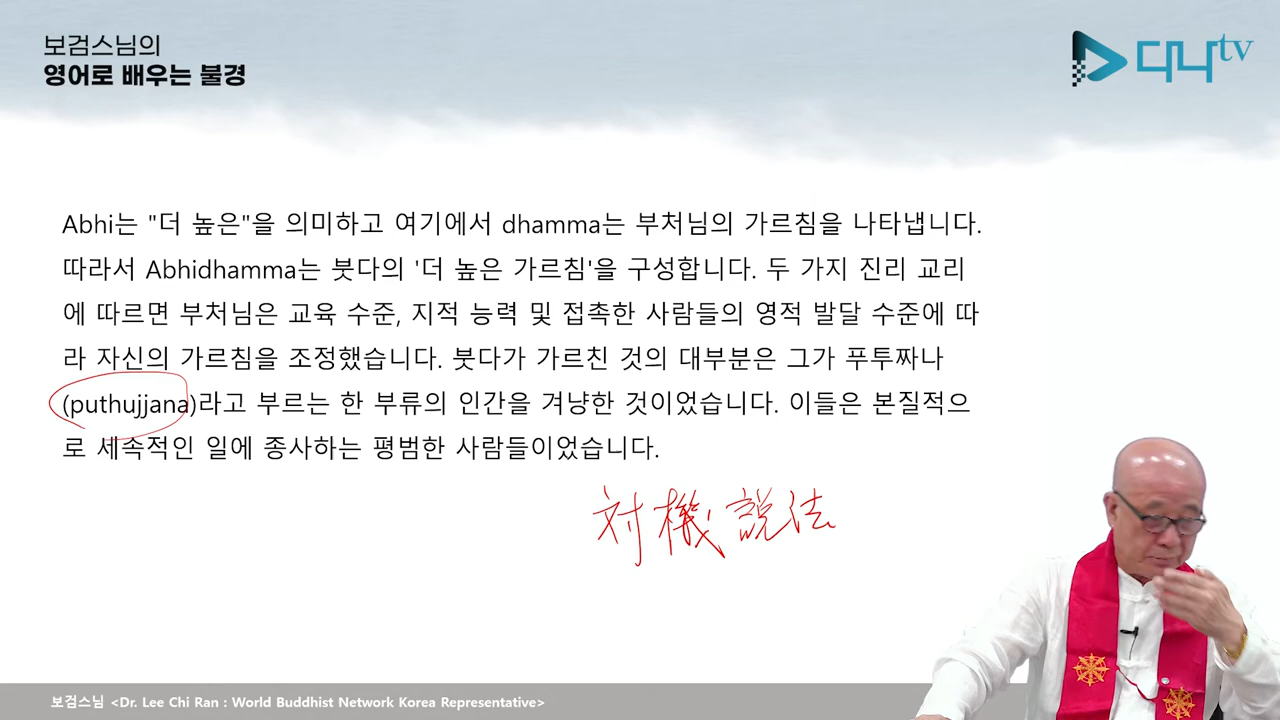 보검스님의
영어로 배우는 불경
디나tv
Abhi는 "더 높은"을 의미하고 여기에서 dhamma는 부처님의 가르침을 나타냅니다.
따라서 Abhidhamma는 붓다의 '더 높은 가르침'을 구성합니다. 두 가지 진리 교리
에 따르면 부처님은 교육 수준, 지적 능력 및 접촉한 사람들의 영적 발달 수준에 따
라 자신의 가르침을 조정했습니다. 붓다가 가르친 것의 대부분은 그가 푸투짜나
(puthujjana)라고 부르는 한 부류의 인간을 겨냥한 것이었습니다. 이들은 본질적으
로 세속적인 일에 종사하는 평범한 사람들이었습니다.
対機説法
보검스님 <Dr. Lee Chi Ran : World Buddhist Network Korea Representative>